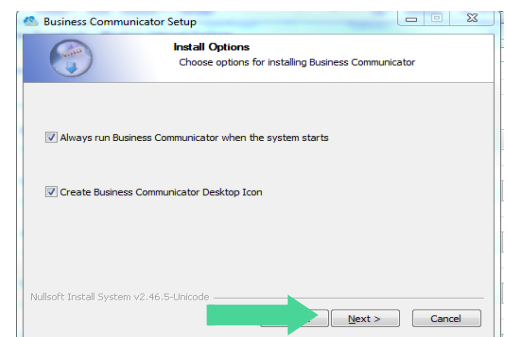 Business Communicator Setup
Install Options
Choose options for installing Business Communicator
Always run Business Communicator when the system starts
Create Business Communicator Desktop Icon
Nullsoft Install System v2.46.5-Unicode
Next >
Cancel